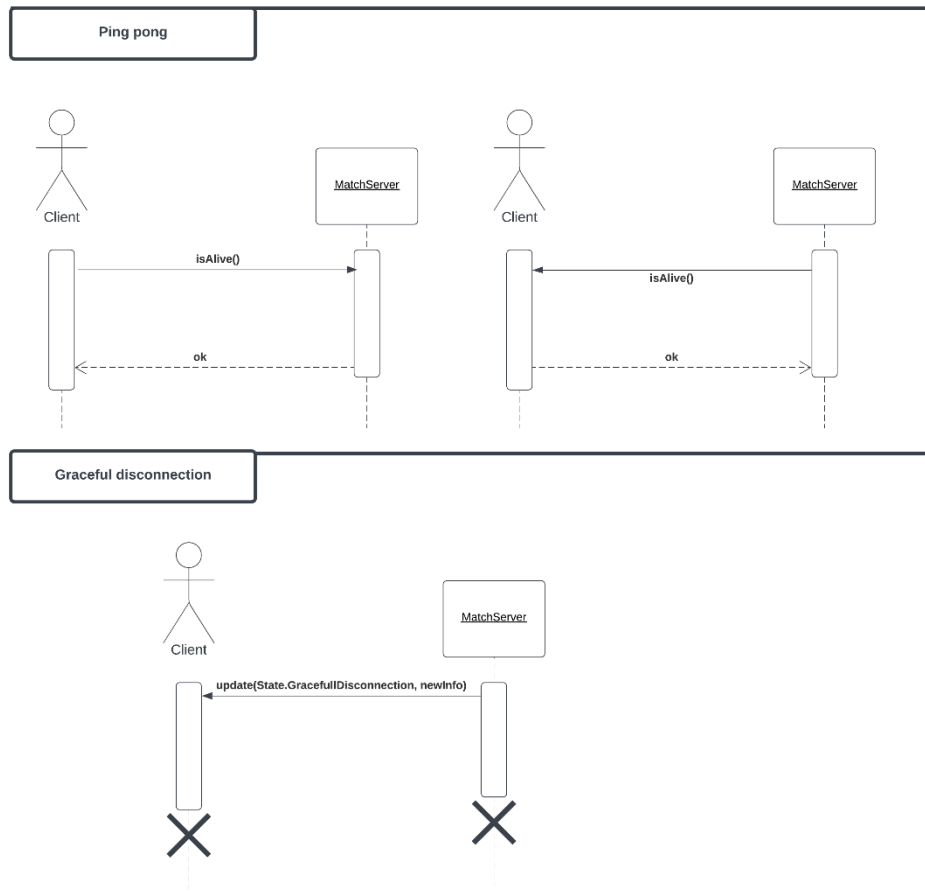 Ping pong
Client
MatchServer
isAlive()
ok
Client
MatchServer
isAlive()
ok
Graceful disconnection
Client
MatchServer
update(State.GracefullDisconnection, newInfo)